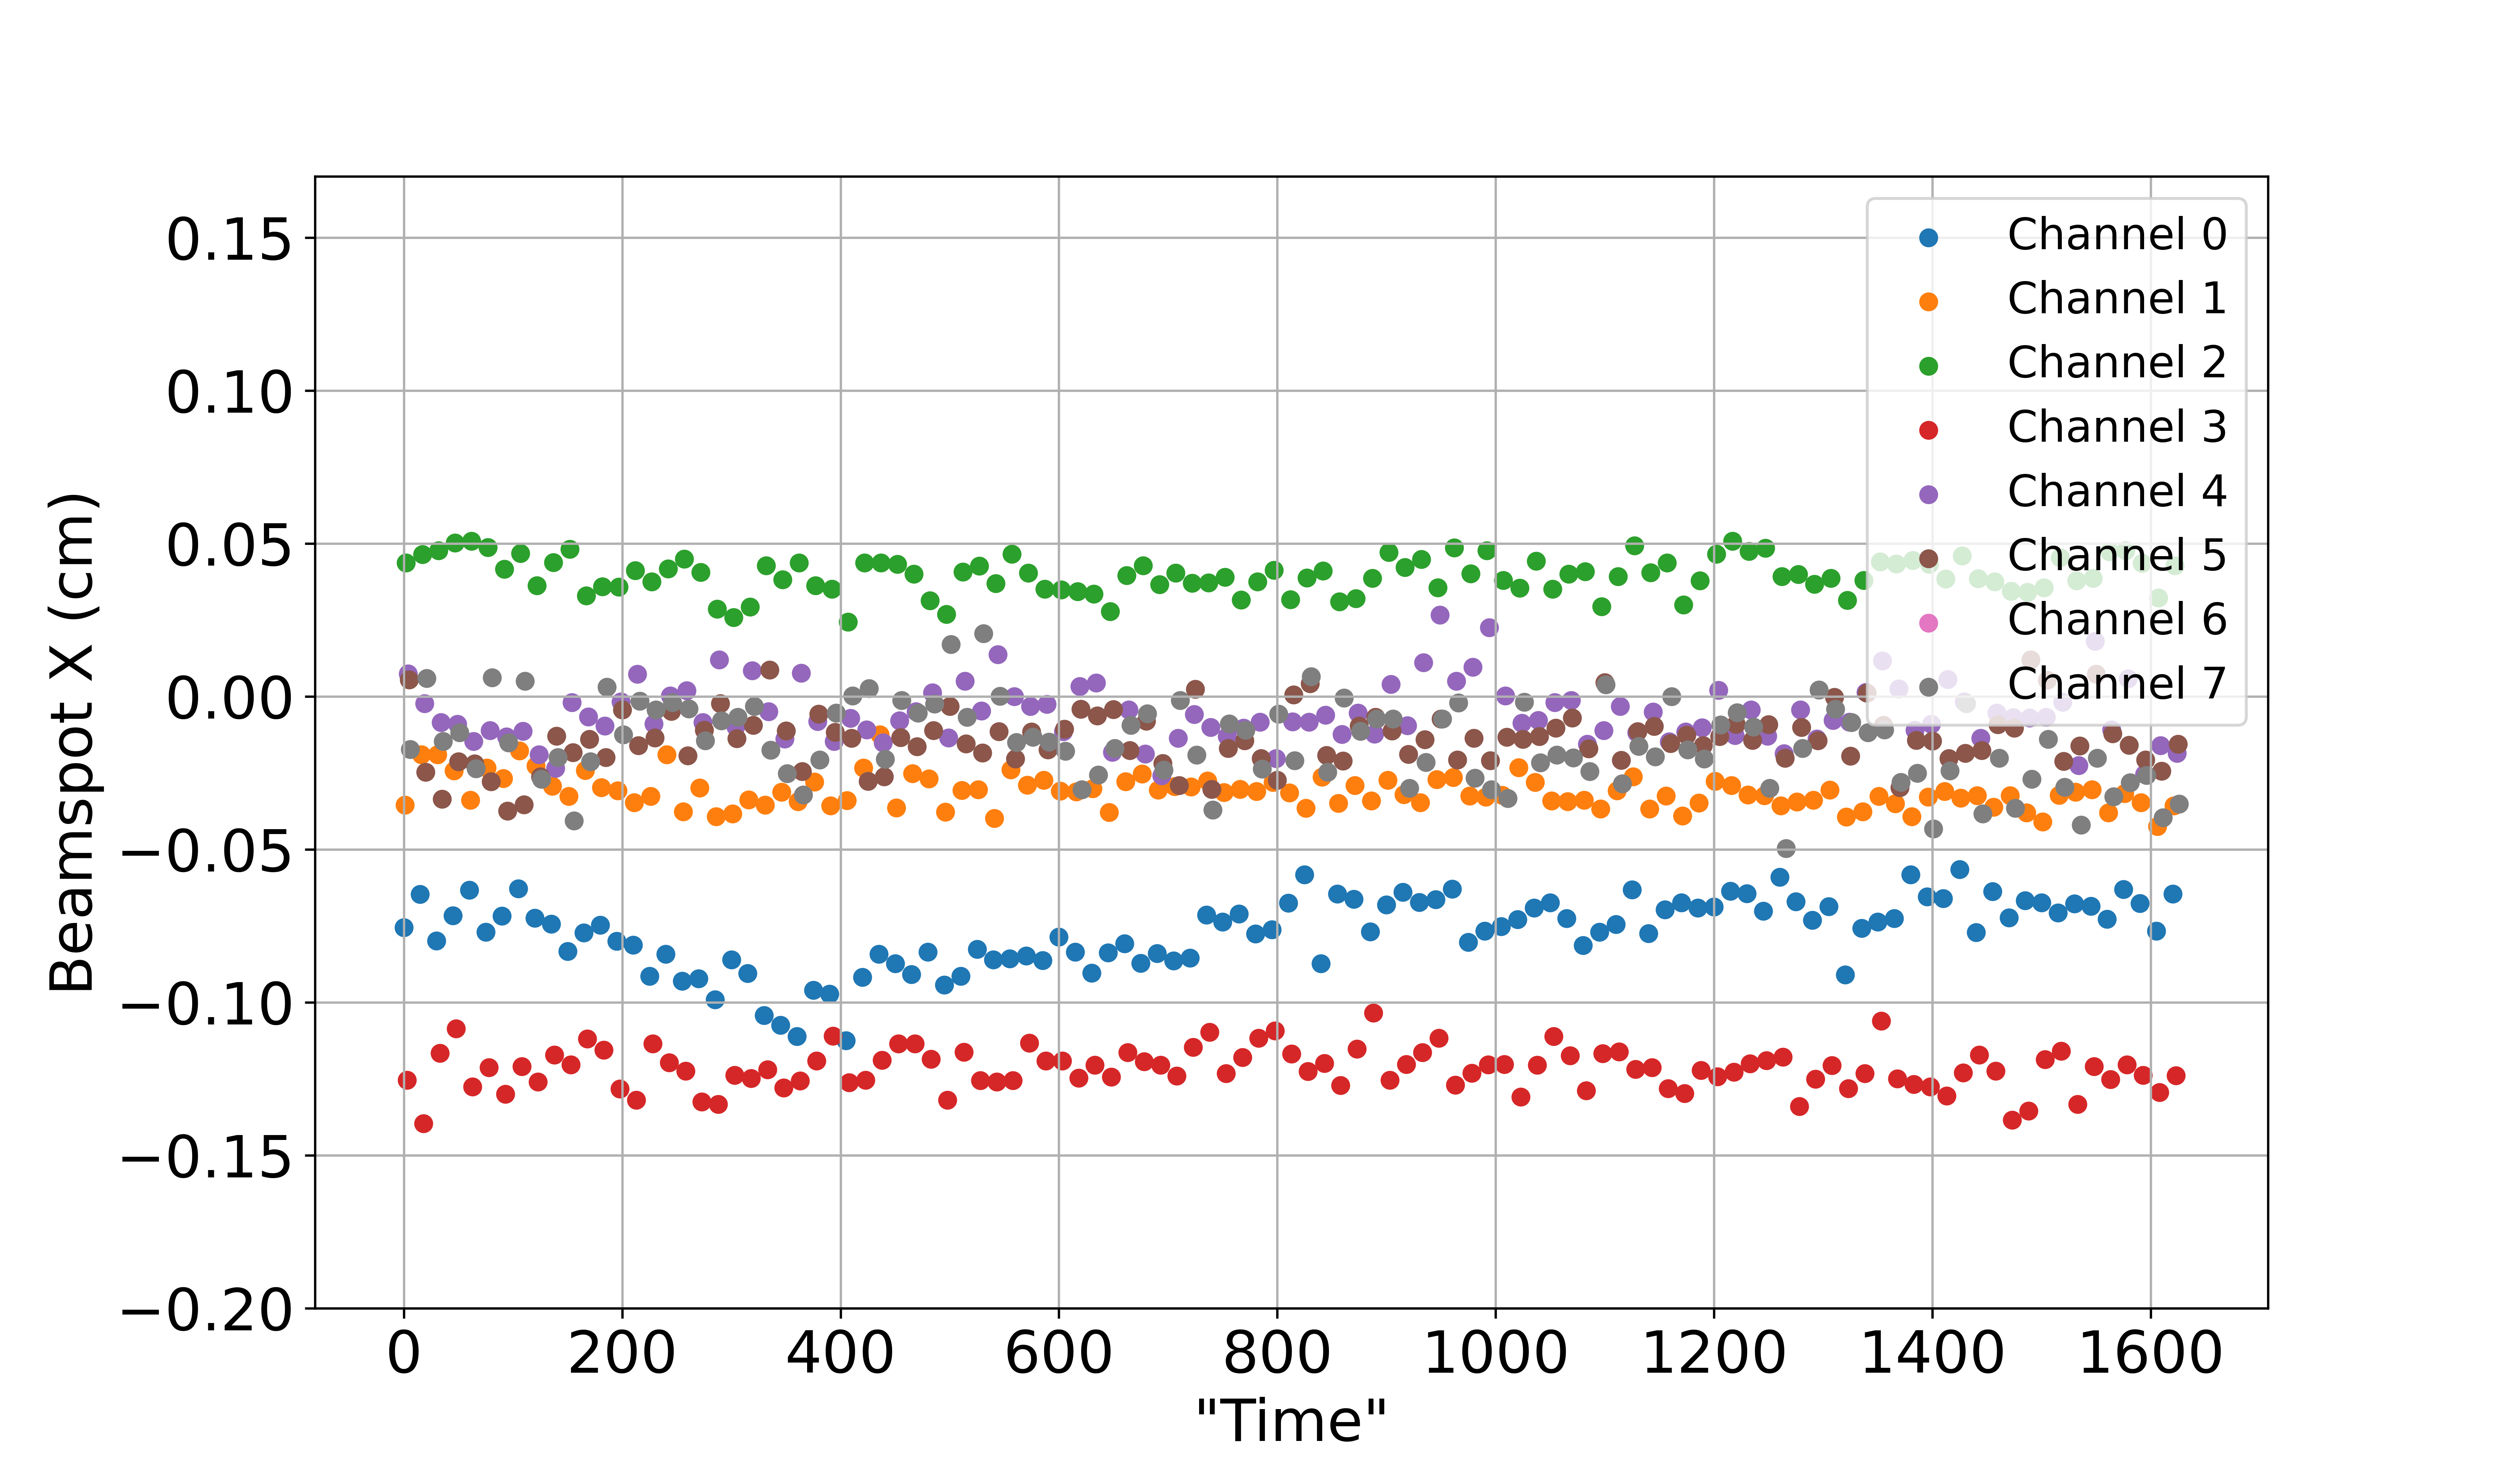 0.15
0.10
0.05
0.00
−0.05
−0.10
−0.15
−0.20
Beamspot X (cm)
0 200 400 600 800 1000 1200 1400 1600
"Time"
Channel 0
Channel 1
Channel 2
Channel 3
Channel 4
Channel 5
Channel 6
Channel 7